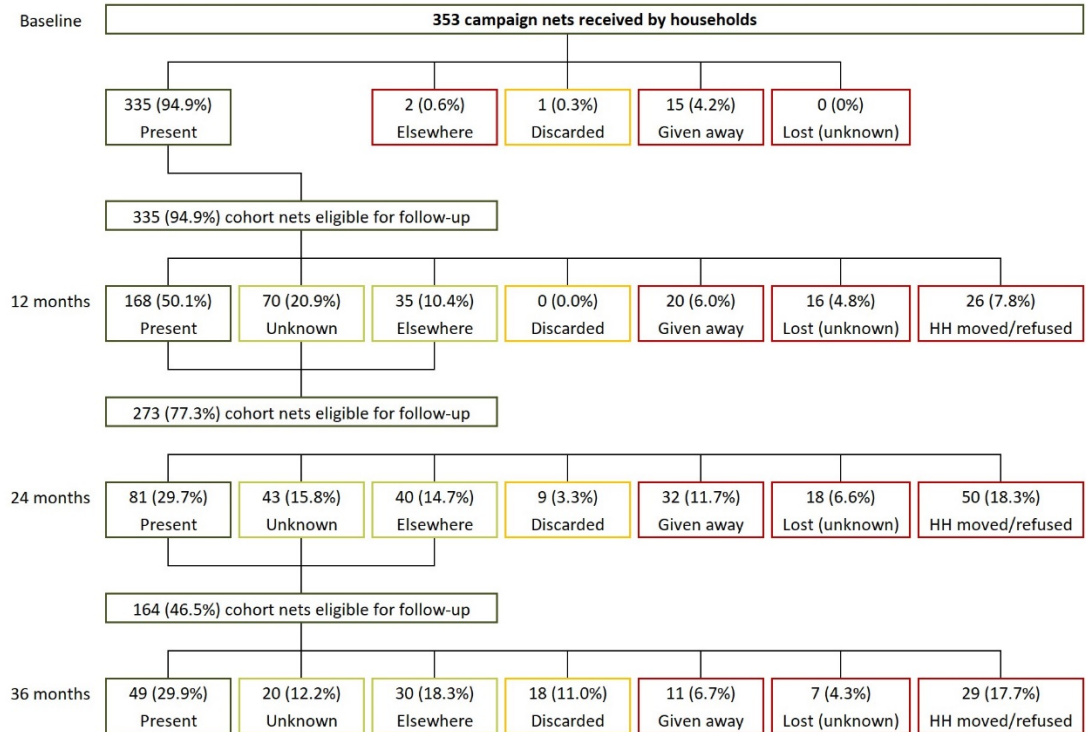 Baseline
353 campaign nets received by households
335 (94.9%)
Present
2 (0.6%)
Elsewhere
1 (0.3%)
Discarded
15 (4.2%)
Given away
0 (0%)
Lost (unknown)
335 (94.9%) cohort nets eligible for follow-up
12 months
168 (50.1%)
Present
70 (20.9%)
Unknown
35 (10.4%)
Elsewhere
0 (0.0%)
Discarded
20 (6.0%)
Given away
16 (4.8%)
Lost (unknown)
26 (7.8%)
HH moved/refused
273 (77.3%) cohort nets eligible for follow-up
24 months
81 (29.7%)
Present
43 (15.8%)
Unknown
40 (14.7%)
Elsewhere
9 (3.3%)
Discarded
32 (11.7%)
Given away
18 (6.6%)
Lost (unknown)
50 (18.3%)
HH moved/refused
164 (46.5%) cohort nets eligible for follow-up
36 months
49 (29.9%)
Present
20 (12.2%)
Unknown
30 (18.3%)
Elsewhere
18 (11.0%)
Discarded
11 (6.7%)
Given away
7 (4.3%)
Lost (unknown)
29 (17.7%)
HH moved/refused